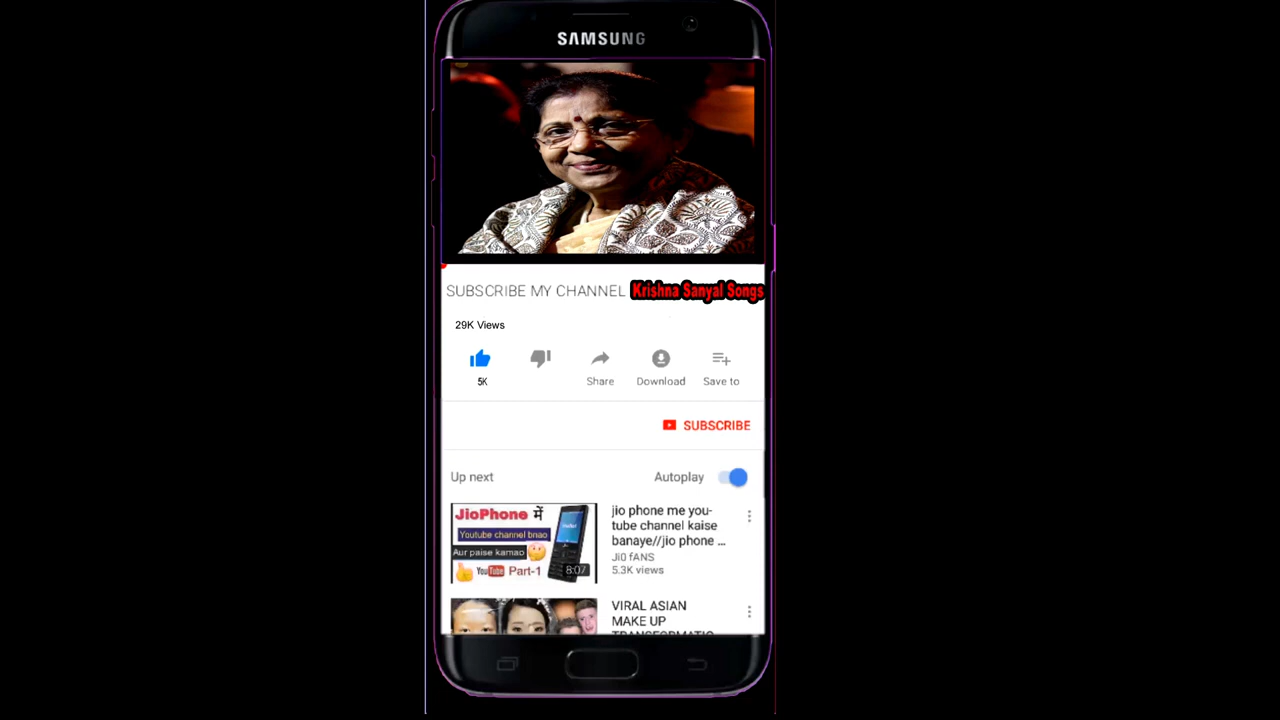 SAMSUNG
SUBSCRIBE MY CHANNEL Krishna Sanyal Songs
29K Views
5K
Share
Download
Save to
SUBSCRIBE
Up next
Autoplay
JioPhone में
Youtube channel bnao
Aur paise kamao
YouTube Part-1
8:07
jio phone me you-
tube channel kaise
banaye//jio phone ...
Ji0 fANS
5.3K views
VIRAL ASIAN
MAKE UP
TRANSFORMATIO